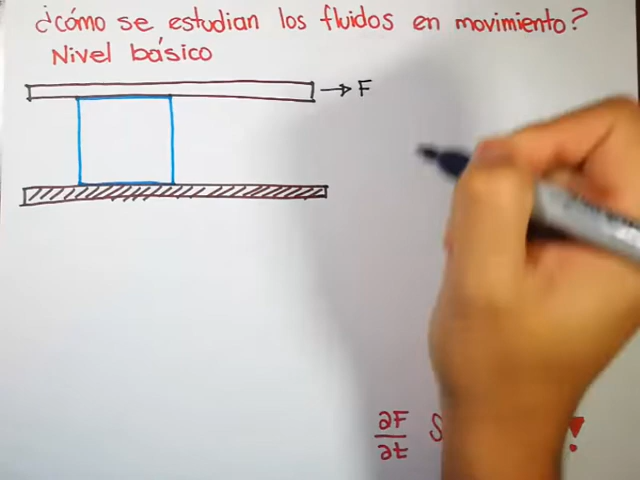 ¿cómo se estudian los fluidos en movimiento?
Nivel básico
F
∂F
∂t
!